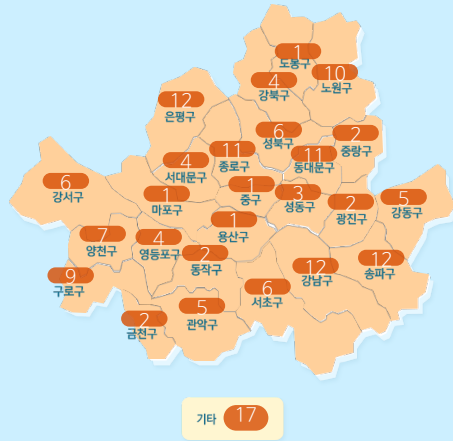 1
도봉구
4
강북구
10
노원구
12
은평구
6
성북구
2
중랑구
11
종로구
11
동대문구
4
서대문구
6
강서구
1
마포구
1
중구
3
성동구
2
광진구
5
강동구
1
용산구
7
양천구
4
영등포구
2
동작구
12
강남구
12
송파구
9
구로구
6
서초구
2
금천구
5
관악구
기타 17